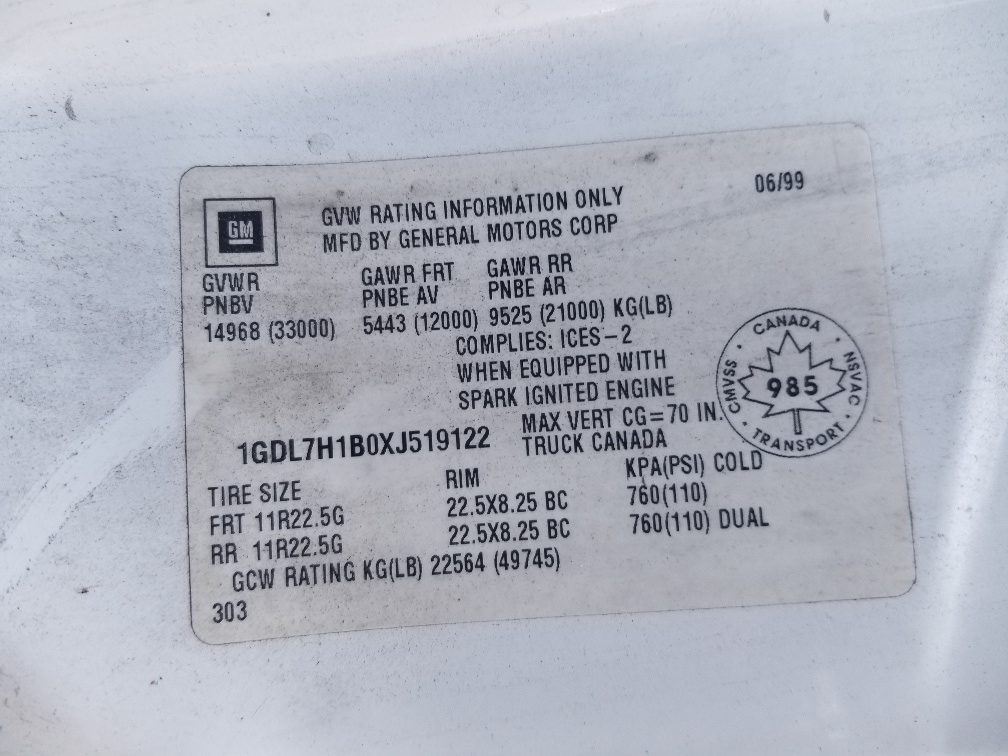 06/99
GM
GVW RATING INFORMATION ONLY
MFD BY GENERAL MOTORS CORP
GVWR GAWR FRT GAWR RR
PNBV PNBE AV PNBE AR
14968 (33000) 5443 (12000) 9525 (21000) KG(LB)
COMPLIES: ICES-2
WHEN EQUIPPED WITH
SPARK IGNITED ENGINE
MAX VERT CG=70 IN.
1GDL7H1B0XJ519122 TRUCK CANADA
CANADA
CMVSS · 985 · NSVAC
TRANSPORT
TIRE SIZE RIM KPA(PSI) COLD
FRT 11R22.5G 22.5X8.25 BC 760(110)
RR 11R22.5G 22.5X8.25 BC 760(110) DUAL
GCW RATING KG(LB) 22564 (49745)
303